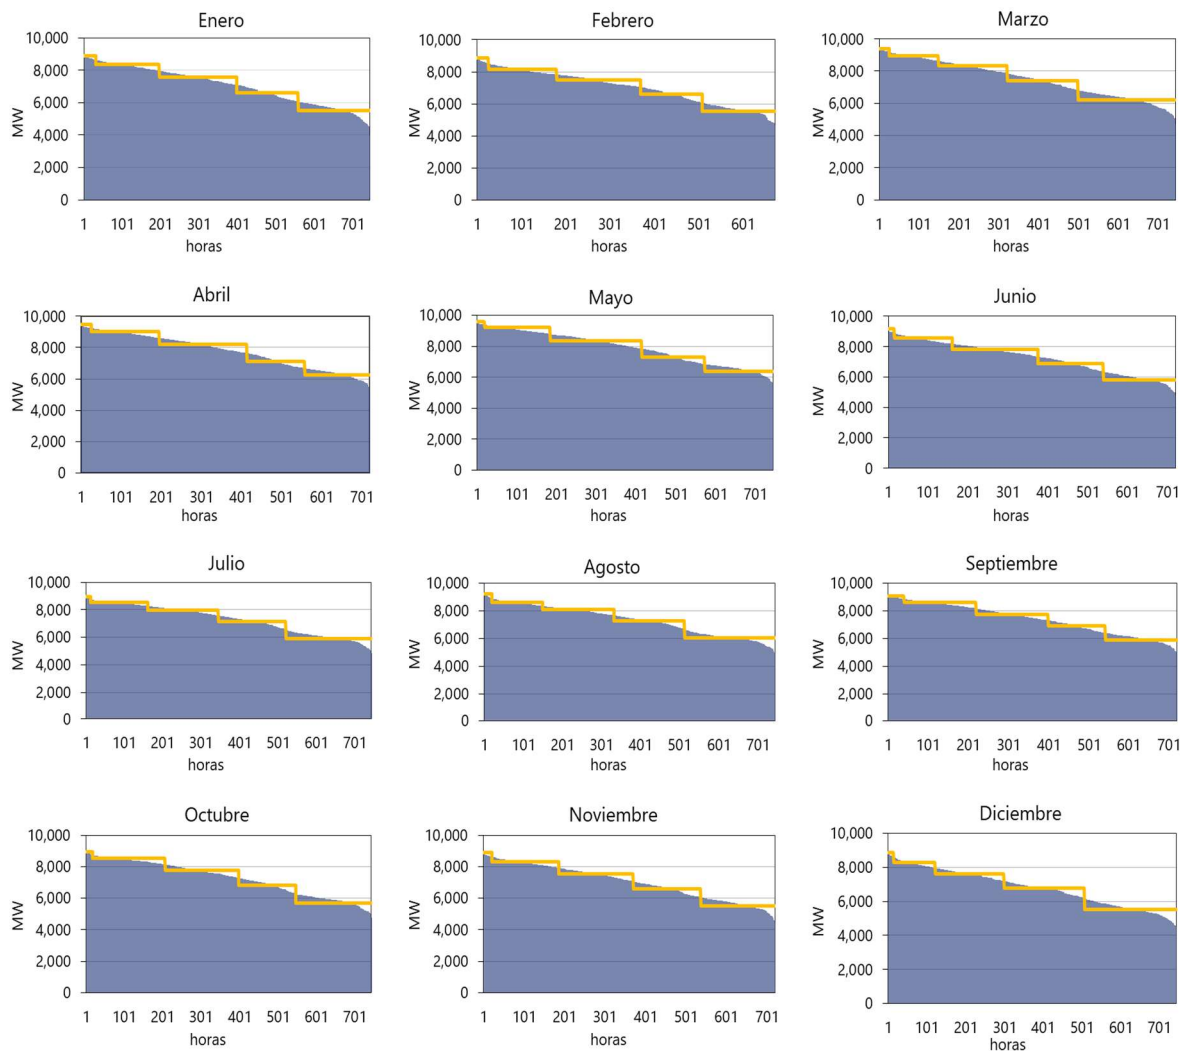 Enero
10,000
8,000
6,000
4,000
2,000
0
MW
1 101 201 301 401 501 601 701
horas
Febrero
10,000
8,000
6,000
4,000
2,000
0
MW
1 101 201 301 401 501 601
horas
Marzo
10,000
8,000
6,000
4,000
2,000
0
MW
1 101 201 301 401 501 601 701
horas
Abril
10,000
8,000
6,000
4,000
2,000
0
MW
1 101 201 301 401 501 601 701
horas
Mayo
10,000
8,000
6,000
4,000
2,000
0
MW
1 101 201 301 401 501 601 701
horas
Junio
10,000
8,000
6,000
4,000
2,000
0
MW
1 101 201 301 401 501 601 701
horas
Julio
10,000
8,000
6,000
4,000
2,000
0
MW
1 101 201 301 401 501 601 701
horas
Agosto
10,000
8,000
6,000
4,000
2,000
0
MW
1 101 201 301 401 501 601 701
horas
Septiembre
10,000
8,000
6,000
4,000
2,000
0
MW
1 101 201 301 401 501 601 701
horas
Octubre
10,000
8,000
6,000
4,000
2,000
0
MW
1 101 201 301 401 501 601 701
horas
Noviembre
10,000
8,000
6,000
4,000
2,000
0
MW
1 101 201 301 401 501 601 701
horas
Diciembre
10,000
8,000
6,000
4,000
2,000
0
MW
1 101 201 301 401 501 601 701
horas